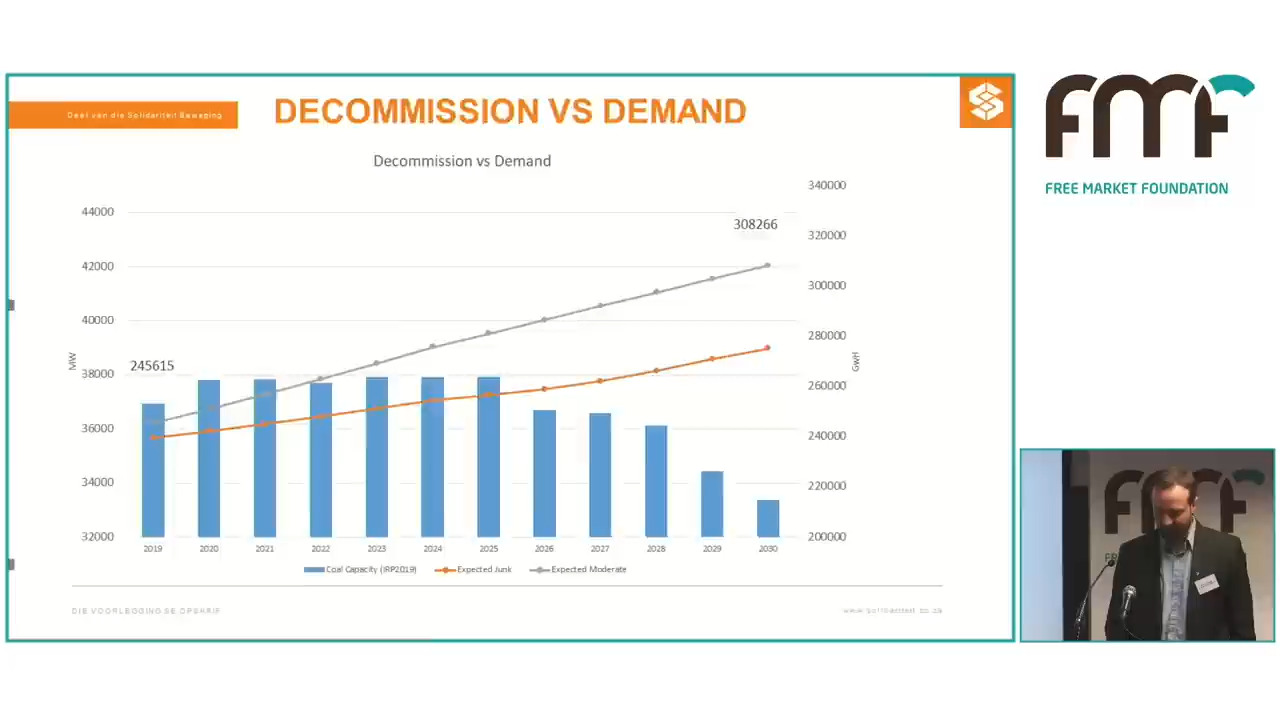 Deel van die Solidariteit Beweging
DECOMMISSION VS DEMAND
Decommission vs Demand
340000
44000
308266
320000
42000
300000
40000
280000
MW
GwH
245615
38000
260000
36000
240000
34000
220000
32000
200000
2019 2020 2021 2022 2023 2024 2025 2026 2027 2028 2029 2030
Coal Capacity (IRP2019) Expected Junk Expected Moderate
DIE VOORLEGGING SE OPSKRIF
www.solidariteit.co.za
fmf
FREE MARKET FOUNDATION